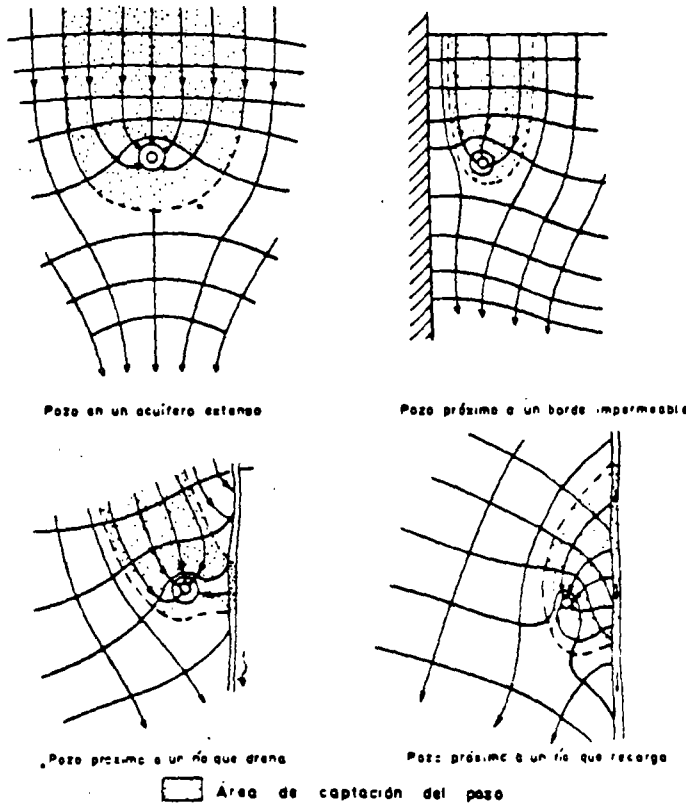 Pozo en un acuífero extenso
Pozo próximo a un borde impermeable
Pozo próximo a un río que drena
Pozo próximo a un río que recarga
Área de captación del pozo